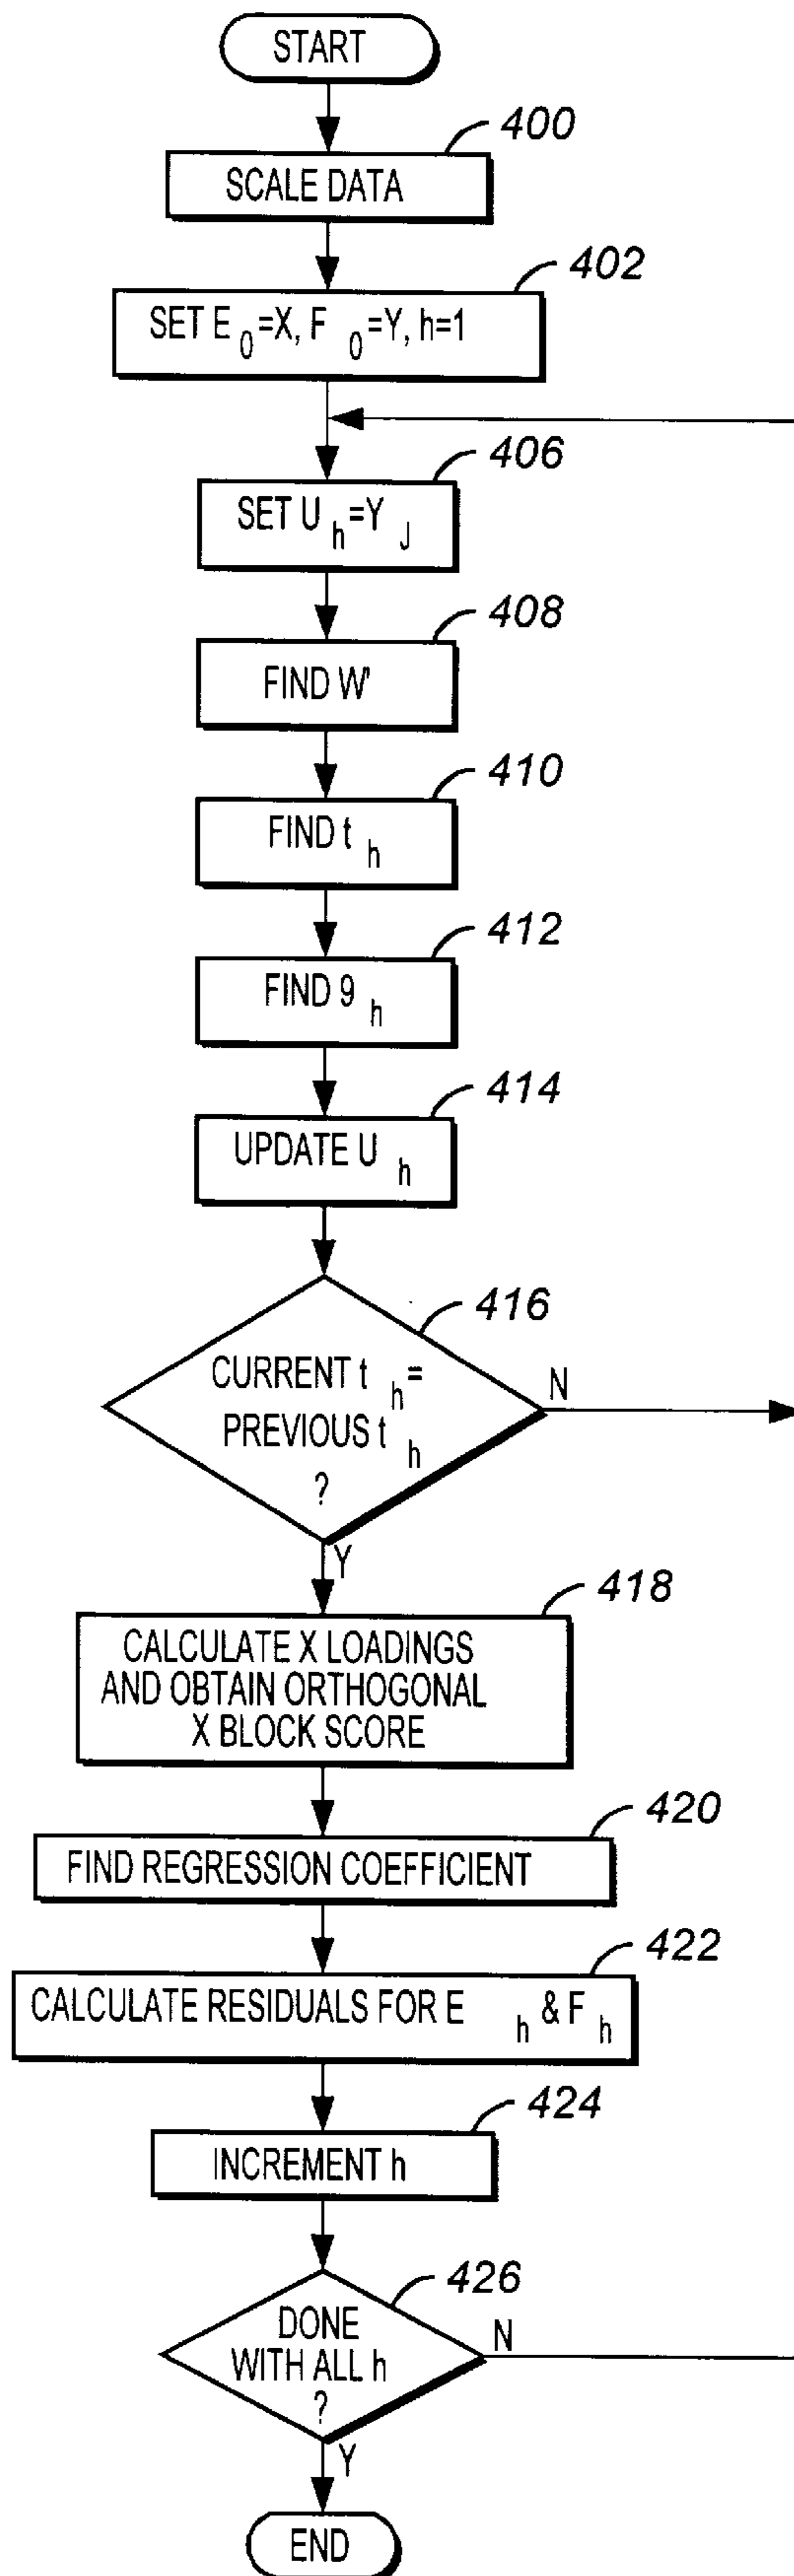 START
400
SCALE DATA
402
SET E 0 =X, F 0 =Y, h=1
406
SET U h =Y J
408
FIND W'
410
FIND t h
412
FIND 9 h
414
UPDATE U h
416
CURRENT t h =
PREVIOUS t h
?
N
Y
418
CALCULATE X LOADINGS
AND OBTAIN ORTHOGONAL
X BLOCK SCORE
420
FIND REGRESSION COEFFICIENT
422
CALCULATE RESIDUALS FOR E h & F h
424
INCREMENT h
426
DONE
WITH ALL h
?
N
Y
END